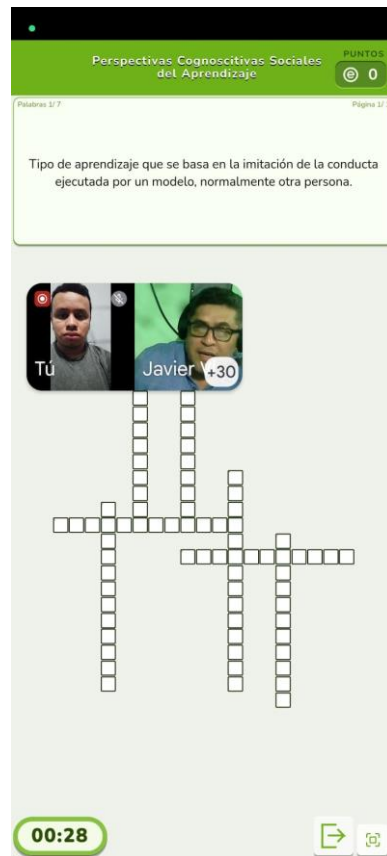 Perspectivas Cognoscitivas Sociales
del Aprendizaje
PUNTOS
0
Palabras 1/ 7
Página 1/
Tipo de aprendizaje que se basa en la imitación de la conducta
ejecutada por un modelo, normalmente otra persona.
Tú
Javier
+30
00:28